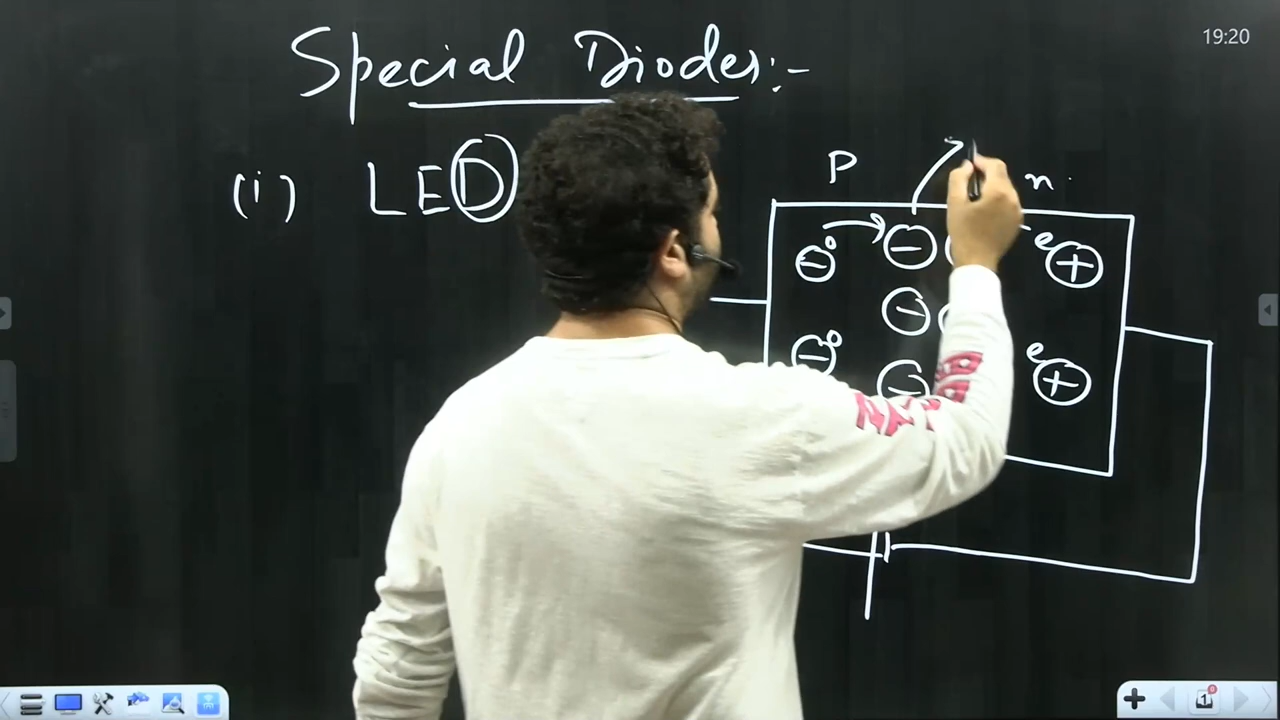 19:20
Special Diodes:-
(i) LED
P n
o e
o e